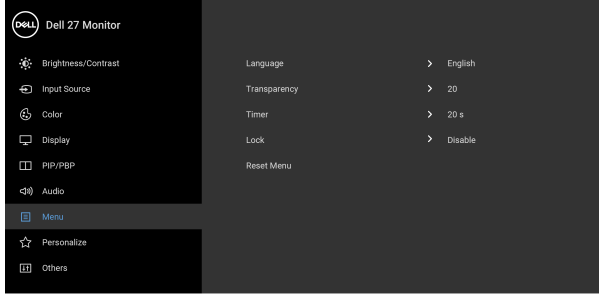 DELL Dell 27 Monitor
Brightness/Contrast
Input Source
Color
Display
PIP/PBP
Audio
Menu
Personalize
Others
Language English
Transparency 20
Timer 20 s
Lock Disable
Reset Menu